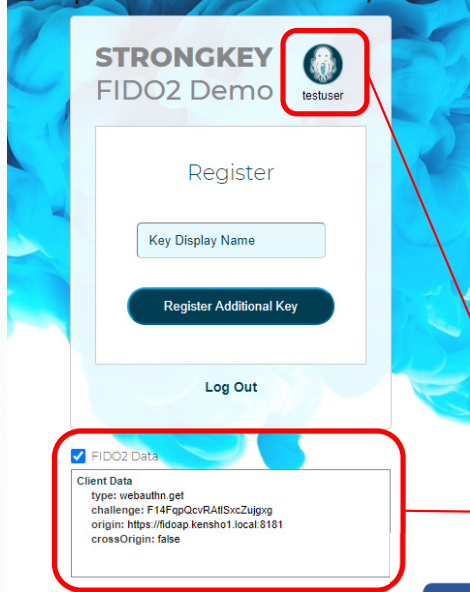 STRONGKEY
FIDO2 Demo
testuser
Register
Key Display Name
Register Additional Key
Log Out
FIDO2 Data
Client Data
type: webauthn.get
challenge: F14FqpQcvRAtlSxcZujgxg
origin: https://fidoap.kensho1.local:8181
crossOrigin: false